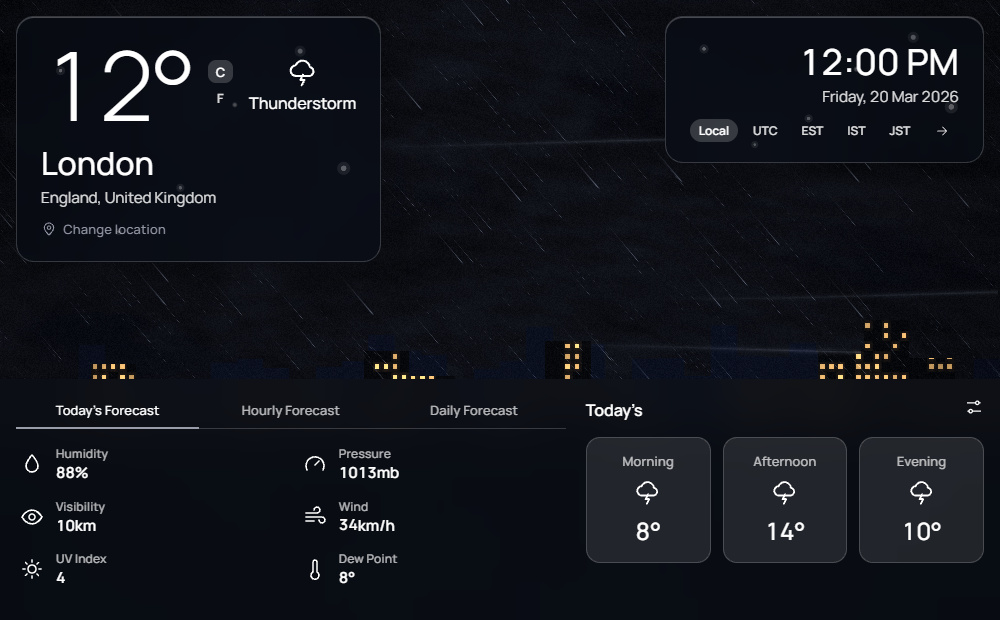 12°
C
F
Thunderstorm
London
England, United Kingdom
Change location
12:00 PM
Friday, 20 Mar 2026
Local UTC EST IST JST
Today's Forecast Hourly Forecast Daily Forecast
Humidity
88%
Pressure
1013mb
Visibility
10km
Wind
34km/h
UV Index
4
Dew Point
8°
Today's
Morning
8°
Afternoon
14°
Evening
10°